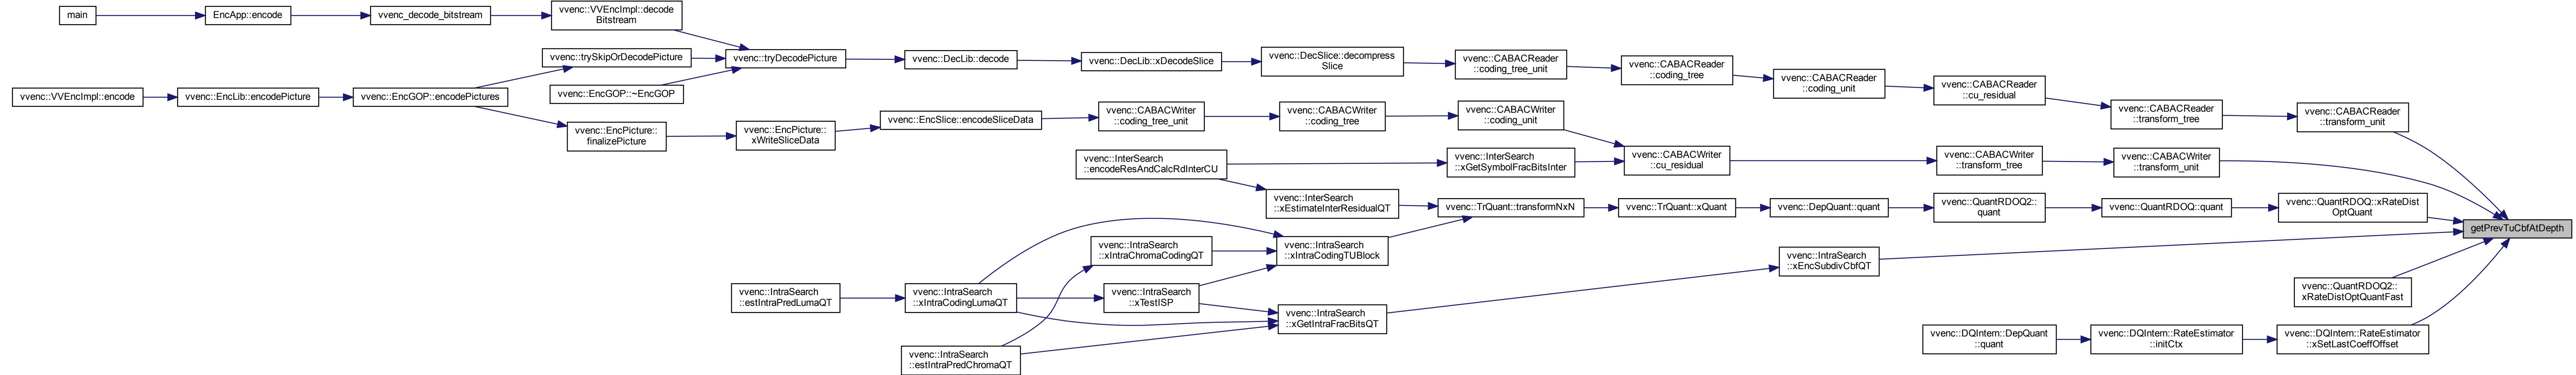 main
EncApp::encode
vvenc_decode_bitstream
vvenc::VVEncImpl::decode
Bitstream
vvenc::trySkipOrDecodePicture
vvenc::tryDecodePicture
vvenc::DecLib::decode
vvenc::DecLib::xDecodeSlice
vvenc::DecSlice::decompress
Slice
vvenc::CABACReader
::coding_tree_unit
vvenc::CABACReader
::coding_tree
vvenc::CABACReader
::coding_unit
vvenc::CABACReader
::cu_residual
vvenc::CABACReader
::transform_tree
vvenc::CABACReader
::transform_unit
vvenc::VVEncImpl::encode
vvenc::EncLib::encodePicture
vvenc::EncGOP::encodePictures
vvenc::EncGOP::~EncGOP
vvenc::EncPicture::
finalizePicture
vvenc::EncPicture::
xWriteSliceData
vvenc::EncSlice::encodeSliceData
vvenc::CABACWriter
::coding_tree_unit
vvenc::CABACWriter
::coding_tree
vvenc::CABACWriter
::coding_unit
vvenc::InterSearch
::encodeResAndCalcRdInterCU
vvenc::InterSearch
::xGetSymbolFracBitsInter
vvenc::CABACWriter
::cu_residual
vvenc::CABACWriter
::transform_tree
vvenc::CABACWriter
::transform_unit
vvenc::InterSearch
::xEstimateInterResidualQT
vvenc::TrQuant::transformNxN
vvenc::TrQuant::xQuant
vvenc::DepQuant::quant
vvenc::QuantRDOQ2::
quant
vvenc::QuantRDOQ::quant
vvenc::QuantRDOQ::xRateDist
OptQuant
getPrevTuCbfAtDepth
vvenc::IntraSearch
::xIntraChromaCodingQT
vvenc::IntraSearch
::xIntraCodingTUBlock
vvenc::IntraSearch
::xEncSubdivCbfQT
vvenc::IntraSearch
::estIntraPredLumaQT
vvenc::IntraSearch
::xIntraCodingLumaQT
vvenc::IntraSearch
::xTestISP
vvenc::IntraSearch
::xGetIntraFracBitsQT
vvenc::QuantRDOQ2::
xRateDistOptQuantFast
vvenc::IntraSearch
::estIntraPredChromaQT
vvenc::DQIntern::DepQuant
::quant
vvenc::DQIntern::RateEstimator
::initCtx
vvenc::DQIntern::RateEstimator
::xSetLastCoeffOffset